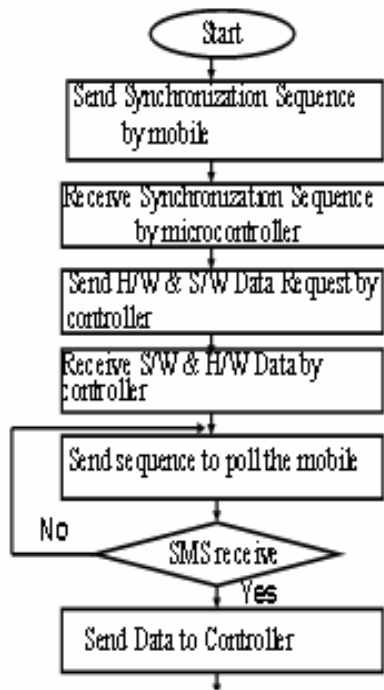 Start
Send Synchronization Sequence
by mobile
Receive Synchronization Sequence
by microcontroller
Send H/W & S/W Data Request by
controller
Receive S/W & H/W Data by
controller
Send sequence to poll the mobile
No
SMS receive
Yes
Send Data to Controller